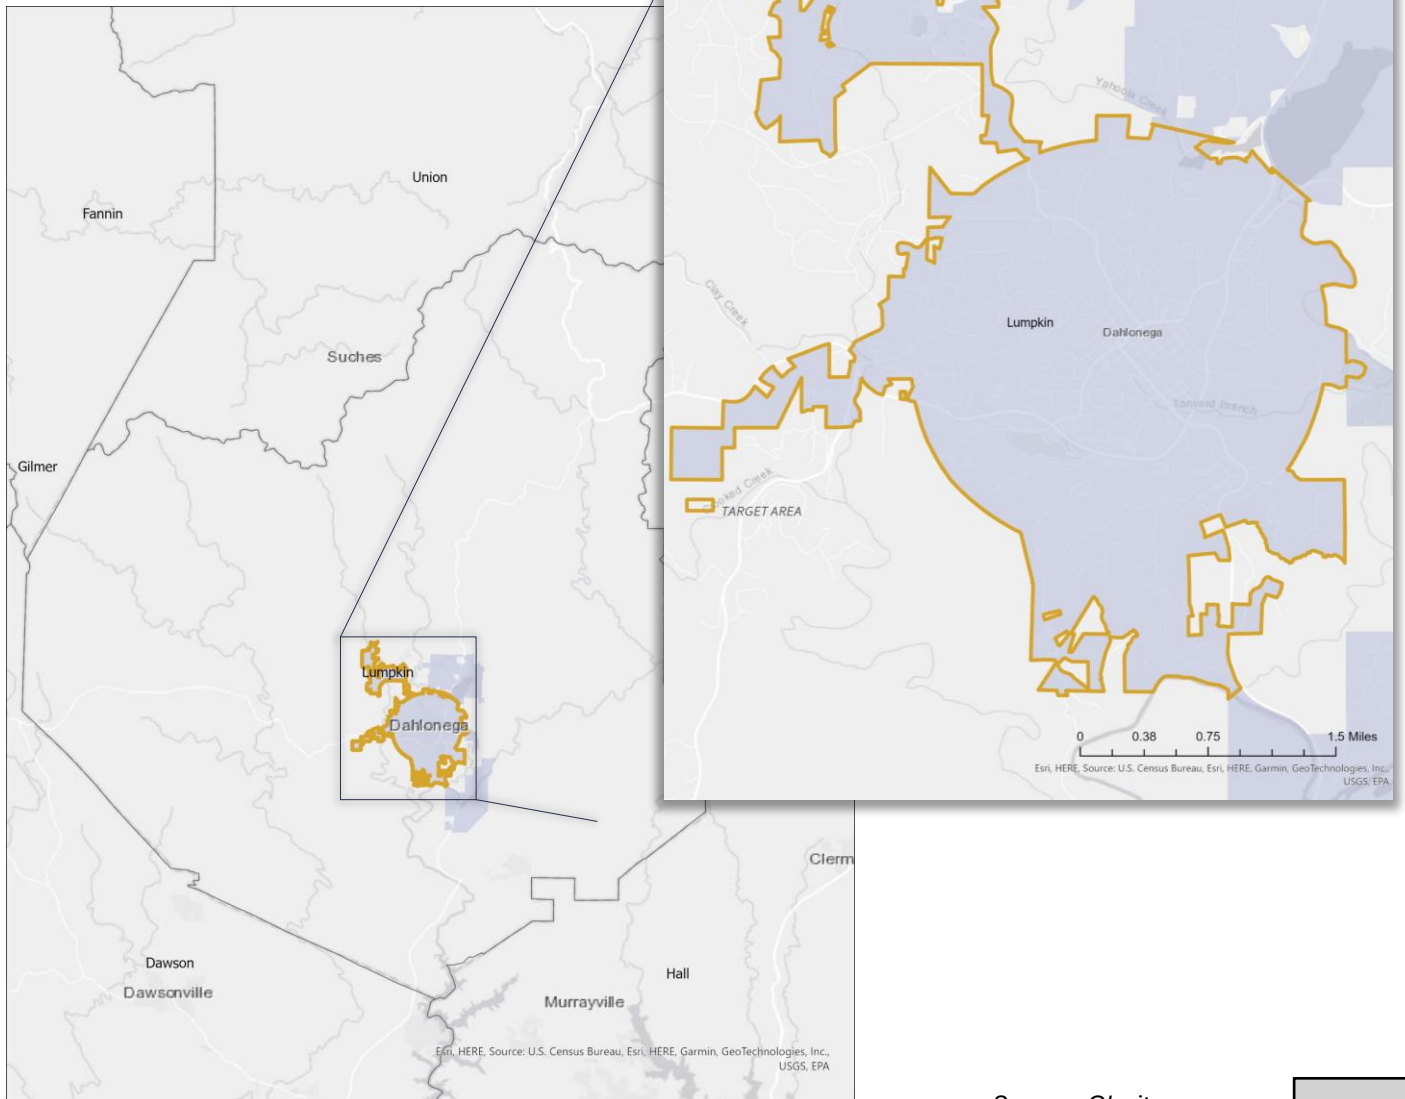 Union
Fannin
Suches
Gilmer
Lumpkin
Dahlonega
Clerm
Dawson
Dawsonville
Hall
Murrayville
Esri, HERE, Source: U.S. Census Bureau, Esri, HERE, Garmin, GeoTechnologies, Inc.,
USGS, EPA
Yahoola Creek
Clay Creek
Lumpkin
Dahlonega
Tanyard Branch
Crooked Creek
TARGET AREA
0 0.38 0.75 1.5 Miles
Esri, HERE, Source: U.S. Census Bureau, Esri, HERE, Garmin, GeoTechnologies, Inc.,
USGS, EPA